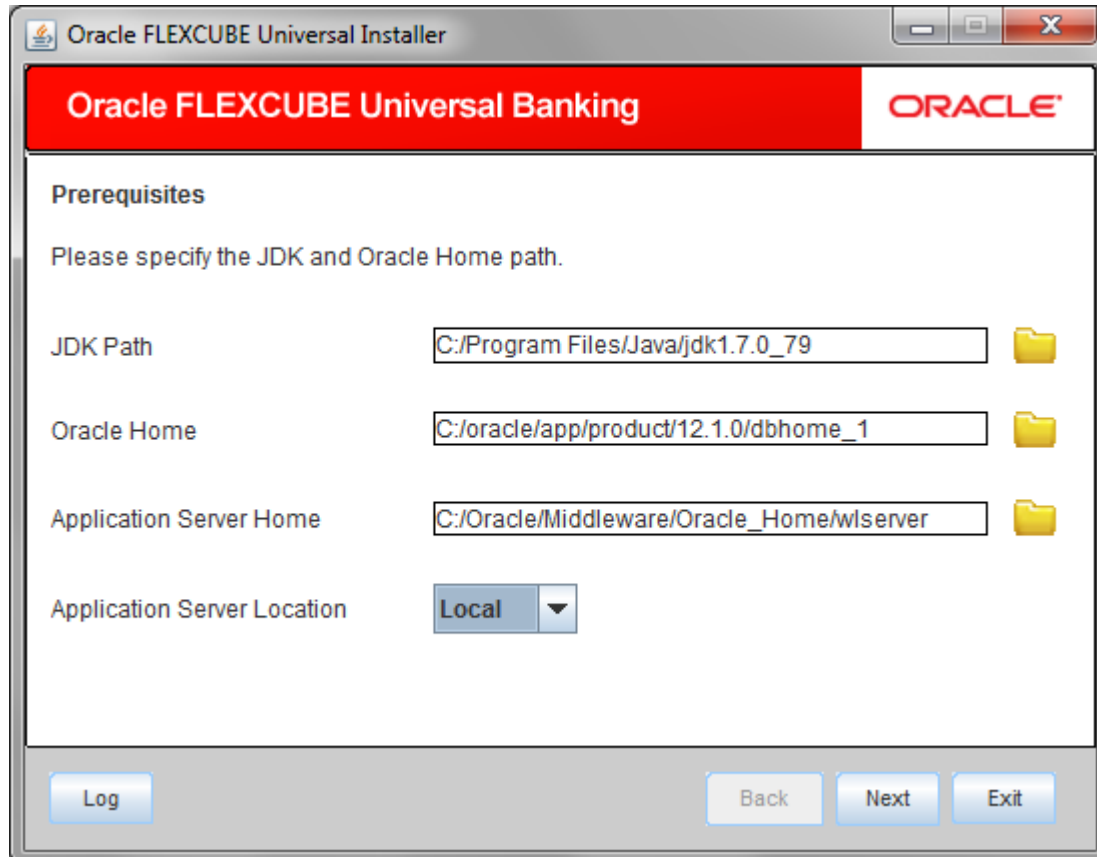 Oracle FLEXCUBE Universal Installer
Oracle FLEXCUBE Universal Banking
ORACLE
Prerequisites
Please specify the JDK and Oracle Home path.
JDK Path
C:/Program Files/Java/jdk1.7.0_79
Oracle Home
C:/oracle/app/product/12.1.0/dbhome_1
Application Server Home
C:/Oracle/Middleware/Oracle_Home/wlserver
Application Server Location
Local
Log
Back
Next
Exit